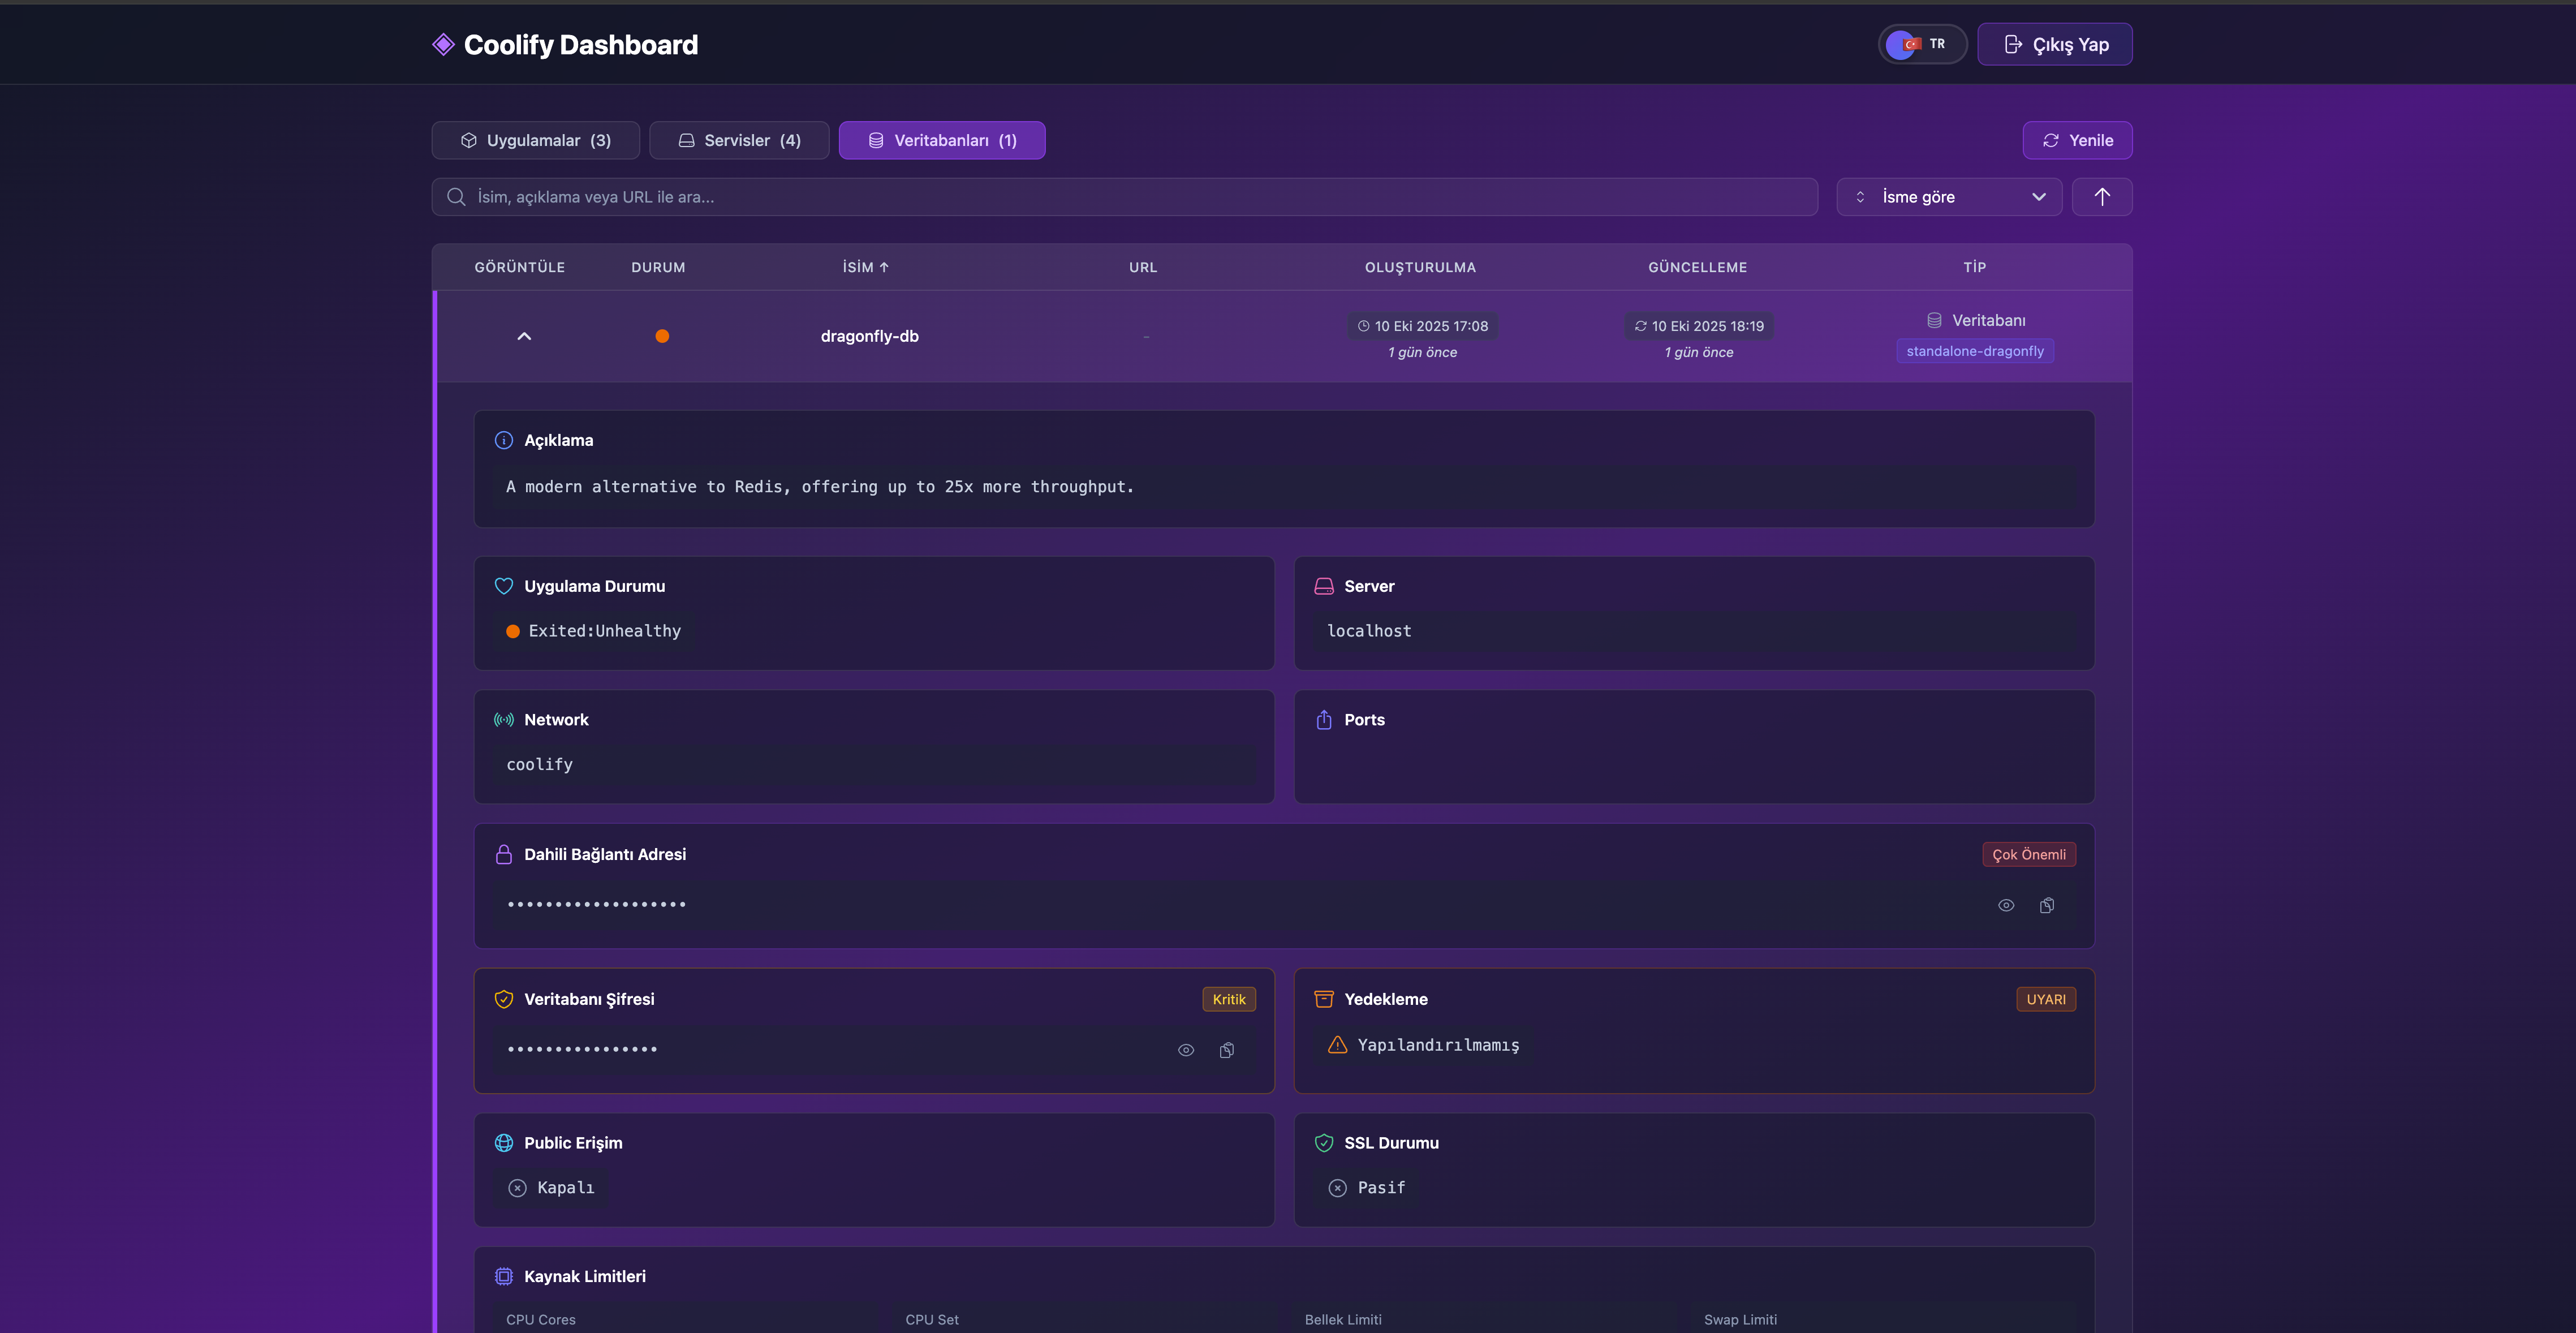 Coolify Dashboard
TR
Çıkış Yap
Uygulamalar (3)
Servisler (4)
Veritabanları (1)
Yenile
İsim, açıklama veya URL ile ara...
İsme göre
GÖRÜNTÜLE DURUM İSİM ↑ URL OLUŞTURULMA GÜNCELLEME TİP
dragonfly-db
-
10 Eki 2025 17:08
1 gün önce
10 Eki 2025 18:19
1 gün önce
Veritabanı
standalone-dragonfly
Açıklama
A modern alternative to Redis, offering up to 25x more throughput.
Uygulama Durumu
Exited:Unhealthy
Server
localhost
Network
coolify
Ports
Dahili Bağlantı Adresi
Çok Önemli
•••••••••••••••••••
Veritabanı Şifresi
Kritik
••••••••••••••••
Yedekleme
UYARI
Yapılandırılmamış
Public Erişim
Kapalı
SSL Durumu
Pasif
Kaynak Limitleri
CPU Cores
CPU Set
Bellek Limiti
Swap Limiti